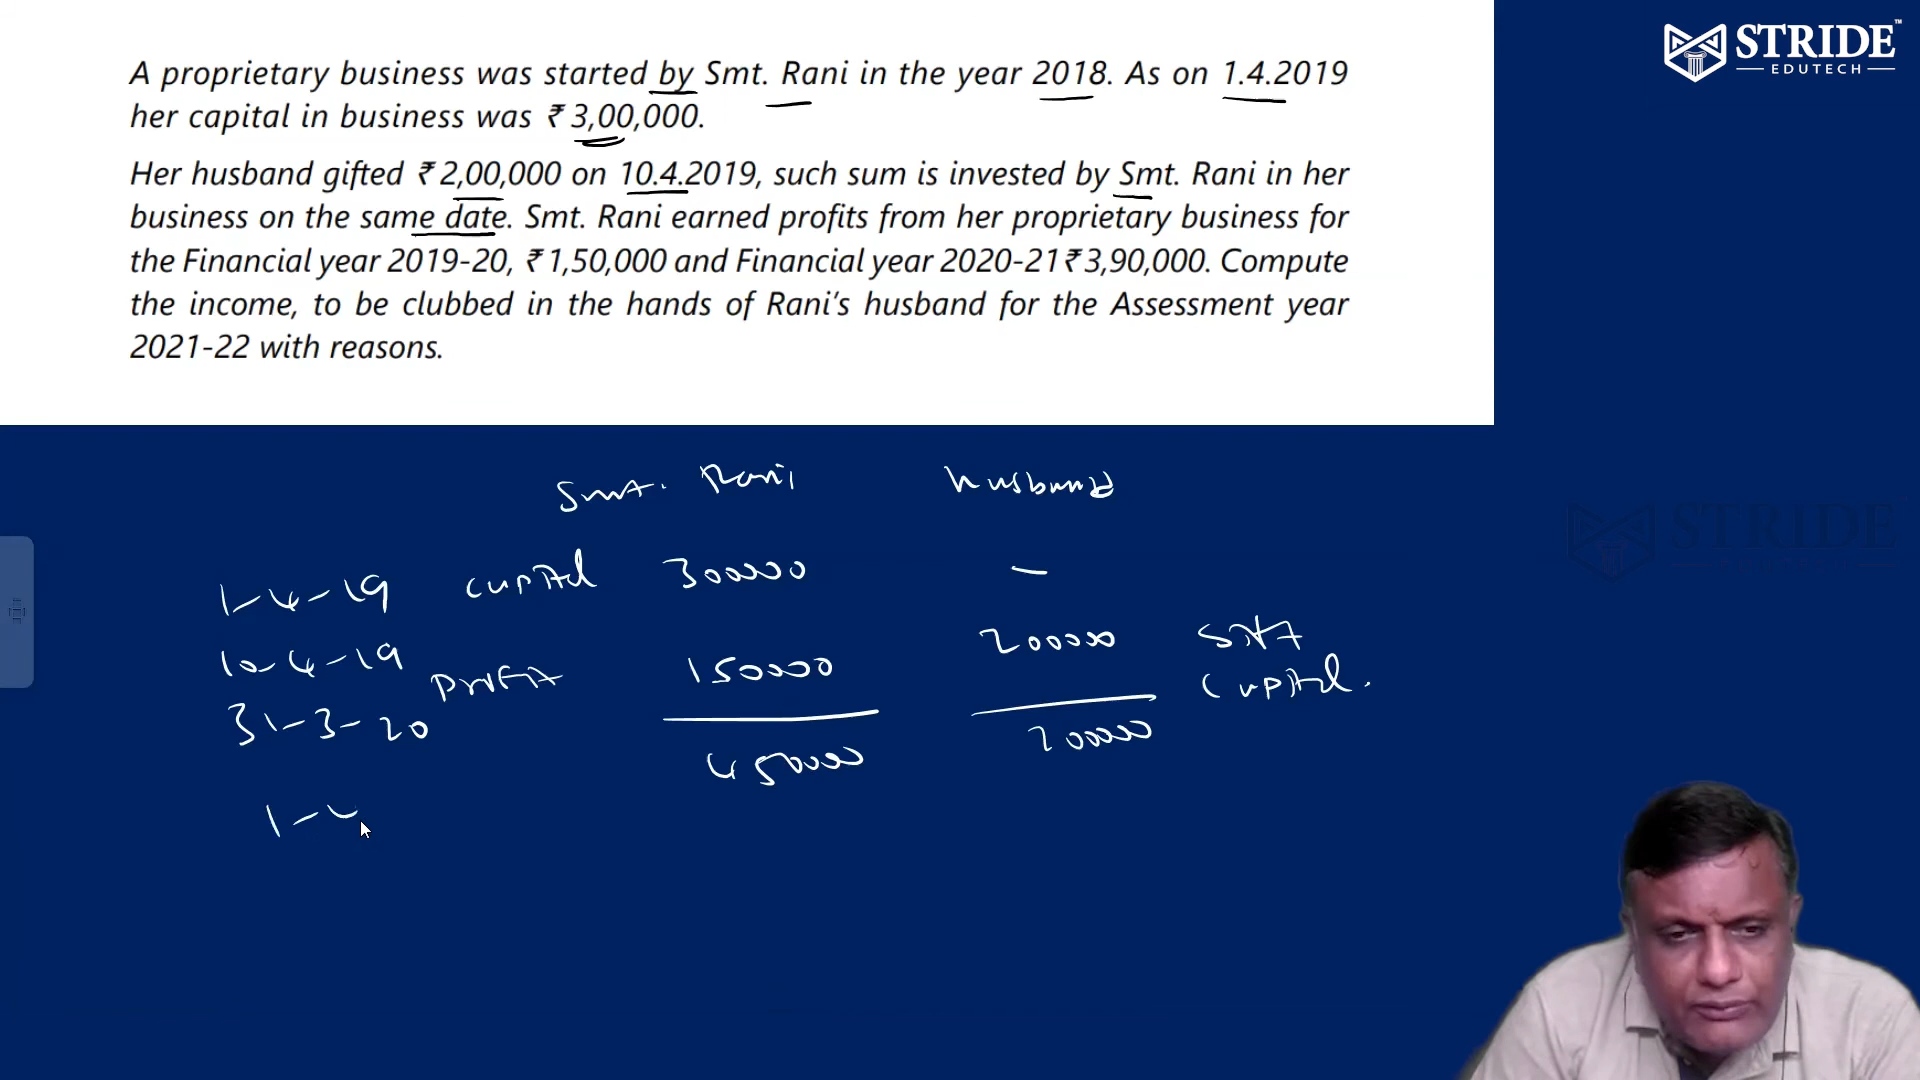 A proprietary business was started by Smt. Rani in the year 2018. As on 1.4.2019
her capital in business was ₹ 3,00,000.
Her husband gifted ₹ 2,00,000 on 10.4.2019, such sum is invested by Smt. Rani in her
business on the same date. Smt. Rani earned profits from her proprietary business for
the Financial year 2019-20, ₹ 1,50,000 and Financial year 2020-21 ₹ 3,90,000. Compute
the income, to be clubbed in the hands of Rani's husband for the Assessment year
2021-22 with reasons.
STRIDE™
EDUTECH
Smt. Rani husband
1-4-19 capital 300000 —
10-4-19 200000
31-3-20 profit 150000 capital.
450000 200000
1-4
STRIDE